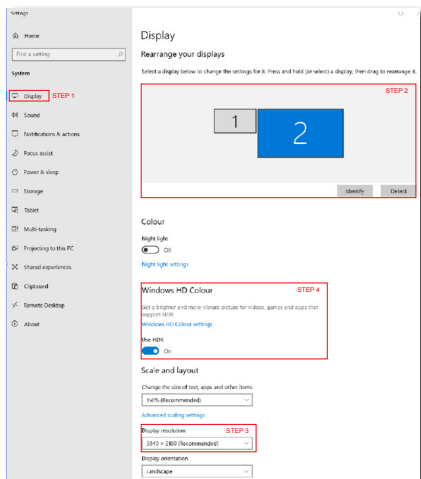 Settings
Home
Find a setting
System
Display
STEP 1
Sound
Notifications & actions
Focus assist
Power & sleep
Storage
Tablet
Multi-tasking
Projecting to this PC
Shared experiences
Clipboard
Remote Desktop
About
Display
Rearrange your displays
Select a display below to change the settings for it. Press and hold (or select) a display, then drag to rearrange it.
STEP 2
1
2
Identify
Detect
Colour
Night light
Off
Night light settings
Windows HD Colour
STEP 4
Get a brighter and more vibrant picture for videos, games and apps that
support HDR.
Windows HD Colour settings
Use HDR
On
Scale and layout
Change the size of text, apps and other items
(Recommended)
Advanced scaling settings
Display resolution
STEP 3
3840 × 2160 (Recommended)
Display orientation
Landscape